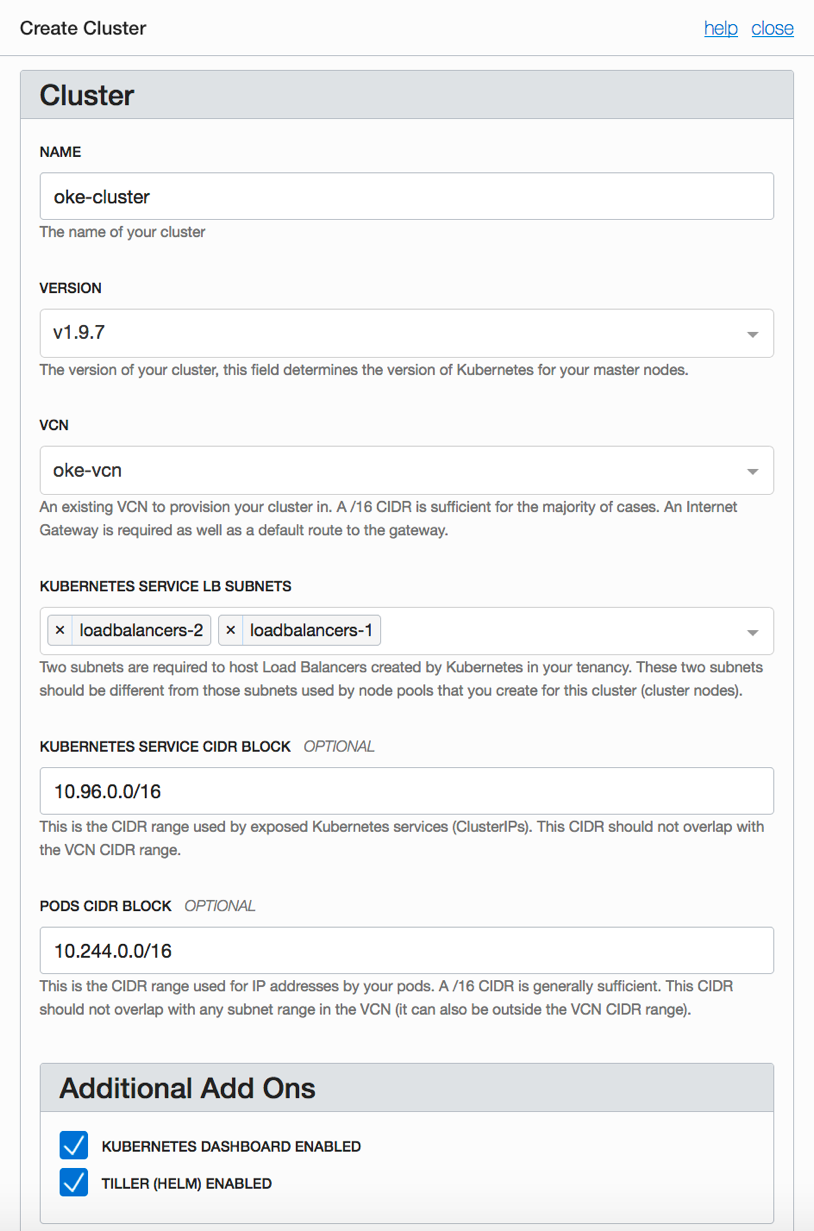 Create Cluster help close
Cluster
NAME
oke-cluster
The name of your cluster
VERSION
v1.9.7
The version of your cluster, this field determines the version of Kubernetes for your master nodes.
VCN
oke-vcn
An existing VCN to provision your cluster in. A /16 CIDR is sufficient for the majority of cases. An Internet
Gateway is required as well as a default route to the gateway.
KUBERNETES SERVICE LB SUBNETS
× loadbalancers-2 × loadbalancers-1
Two subnets are required to host Load Balancers created by Kubernetes in your tenancy. These two subnets
should be different from those subnets used by node pools that you create for this cluster (cluster nodes).
KUBERNETES SERVICE CIDR BLOCK OPTIONAL
10.96.0.0/16
This is the CIDR range used by exposed Kubernetes services (ClusterIPs). This CIDR should not overlap with
the VCN CIDR range.
PODS CIDR BLOCK OPTIONAL
10.244.0.0/16
This is the CIDR range used for IP addresses by your pods. A /16 CIDR is generally sufficient. This CIDR
should not overlap with any subnet range in the VCN (it can also be outside the VCN CIDR range).
Additional Add Ons
KUBERNETES DASHBOARD ENABLED
TILLER (HELM) ENABLED